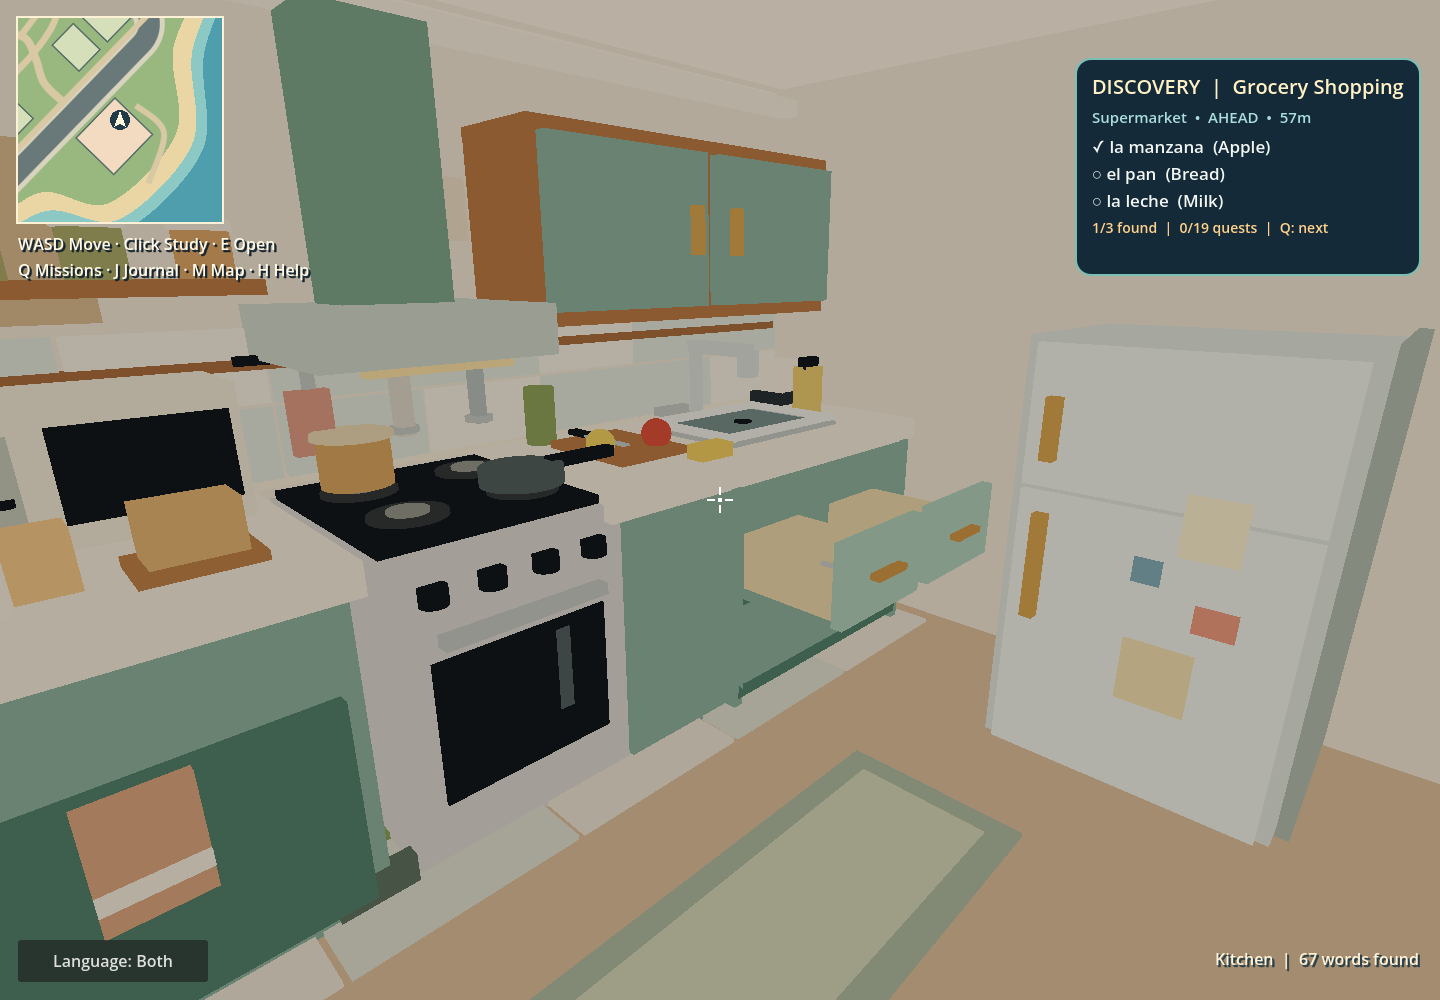 WASD Move · Click Study · E Open
Q Missions · J Journal · M Map · H Help
DISCOVERY | Grocery Shopping
Supermarket • AHEAD • 57m
✓ la manzana (Apple)
○ el pan (Bread)
○ la leche (Milk)
1/3 found | 0/19 quests | Q: next
Language: Both
Kitchen | 67 words found